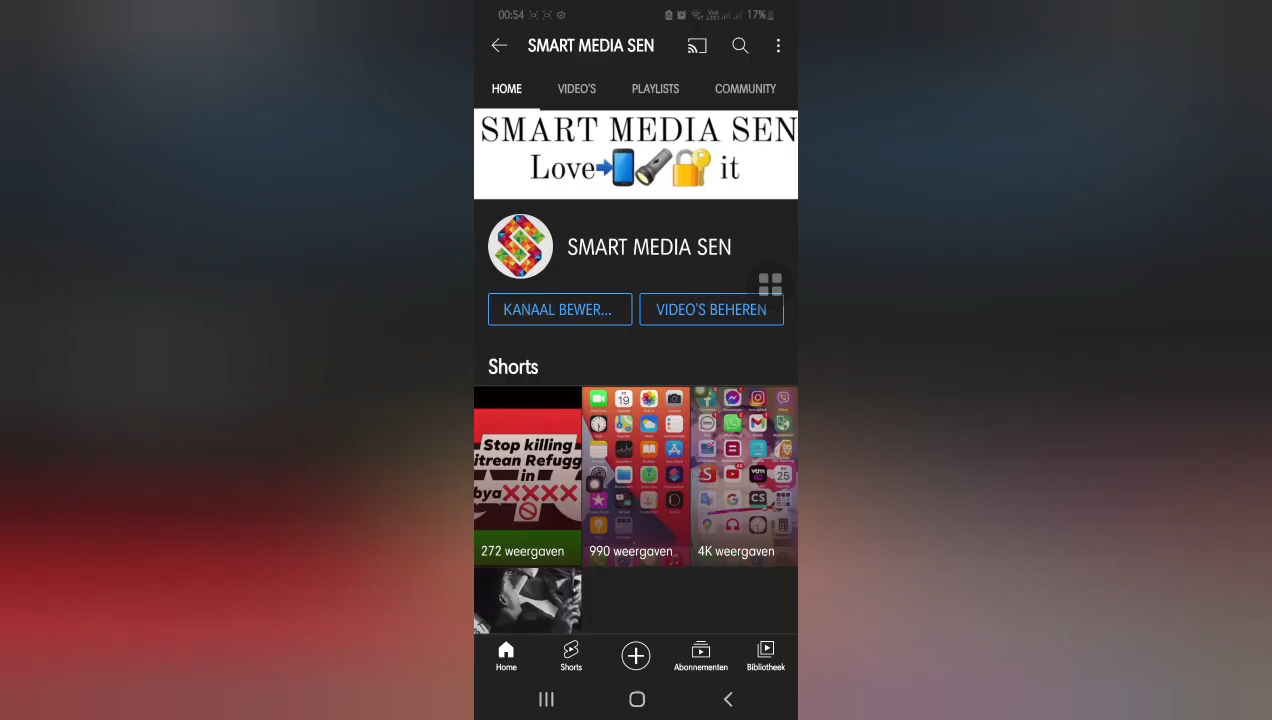 00:54 17%
SMART MEDIA SEN
HOME VIDEO'S PLAYLISTS COMMUNITY
SMART MEDIA SEN
Love it
SMART MEDIA SEN
KANAAL BEWER... VIDEO'S BEHEREN
Shorts
Stop killing
itrean Refugg
in
bya
272 weergaven 990 weergaven 4K weergaven
Home Shorts Abonnementen Bibliotheek